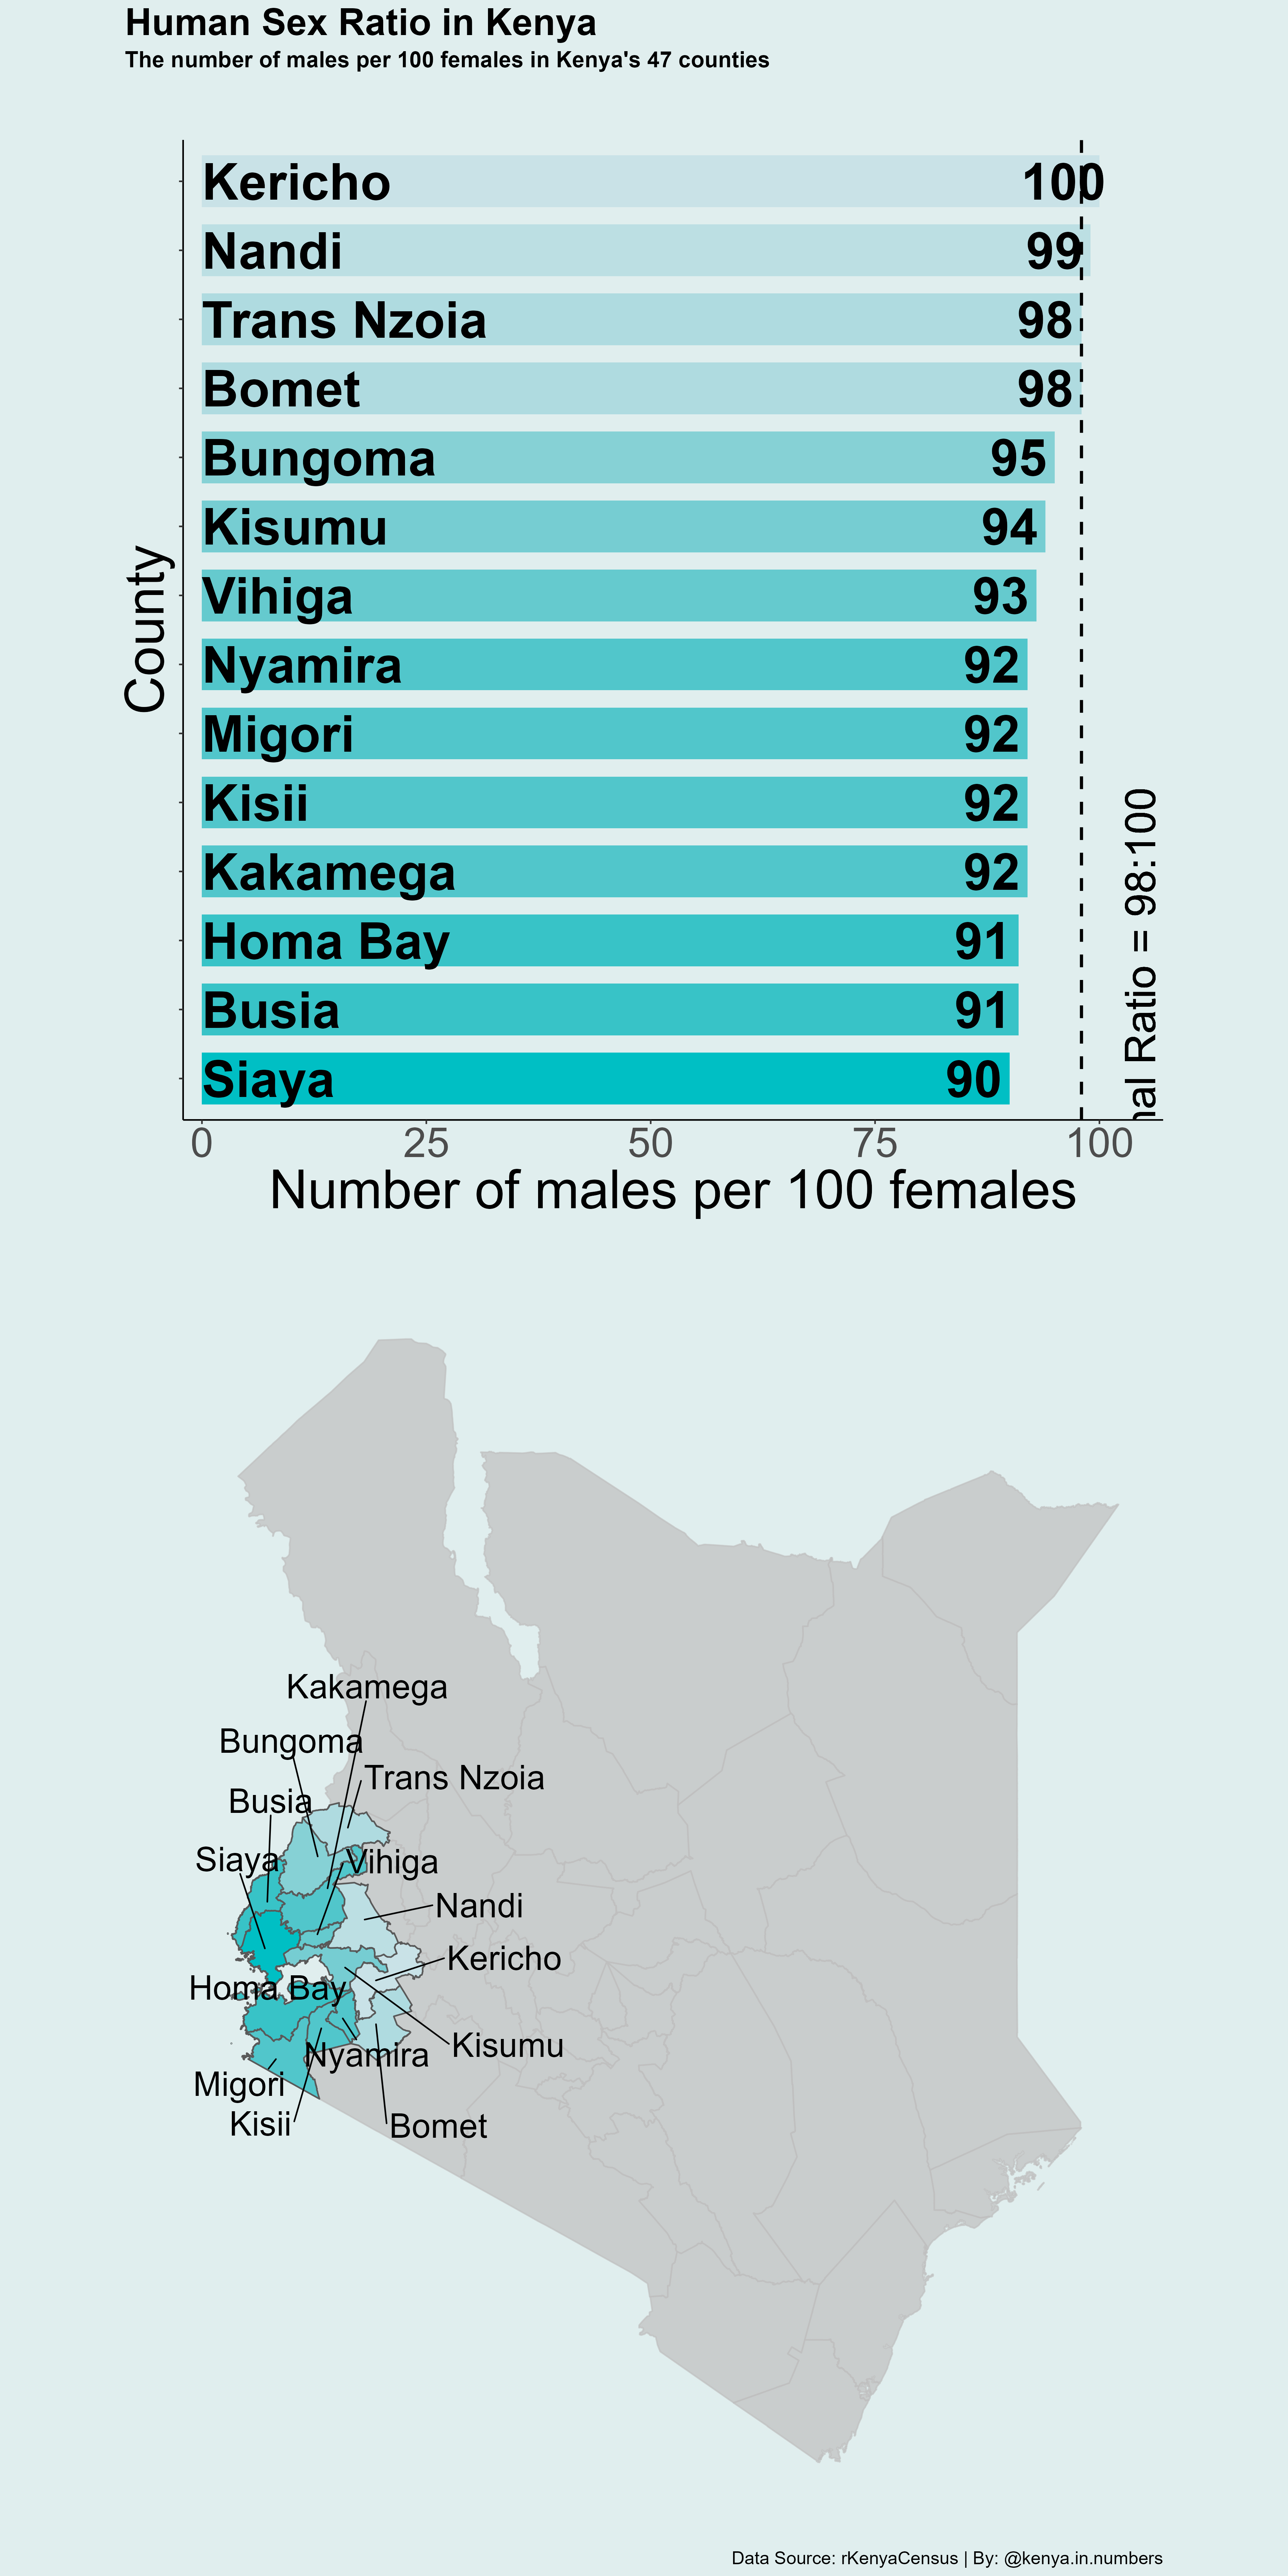 Human Sex Ratio in Kenya
The number of males per 100 females in Kenya's 47 counties
County
Kericho 100
Nandi 99
Trans Nzoia 98
Bomet 98
Bungoma 95
Kisumu 94
Vihiga 93
Nyamira 92
Migori 92
Kisii 92
Kakamega 92
Homa Bay 91
Busia 91
Siaya 90
Ratio = 98:100
0 25 50 75 100
Number of males per 100 females
Kakamega
Bungoma
Trans Nzoia
Busia
Siaya
Vihiga
Nandi
Kericho
Homa Bay
Kisumu
Nyamira
Migori
Kisii
Bomet
Data Source: rKenyaCensus | By: @kenya.in.numbers